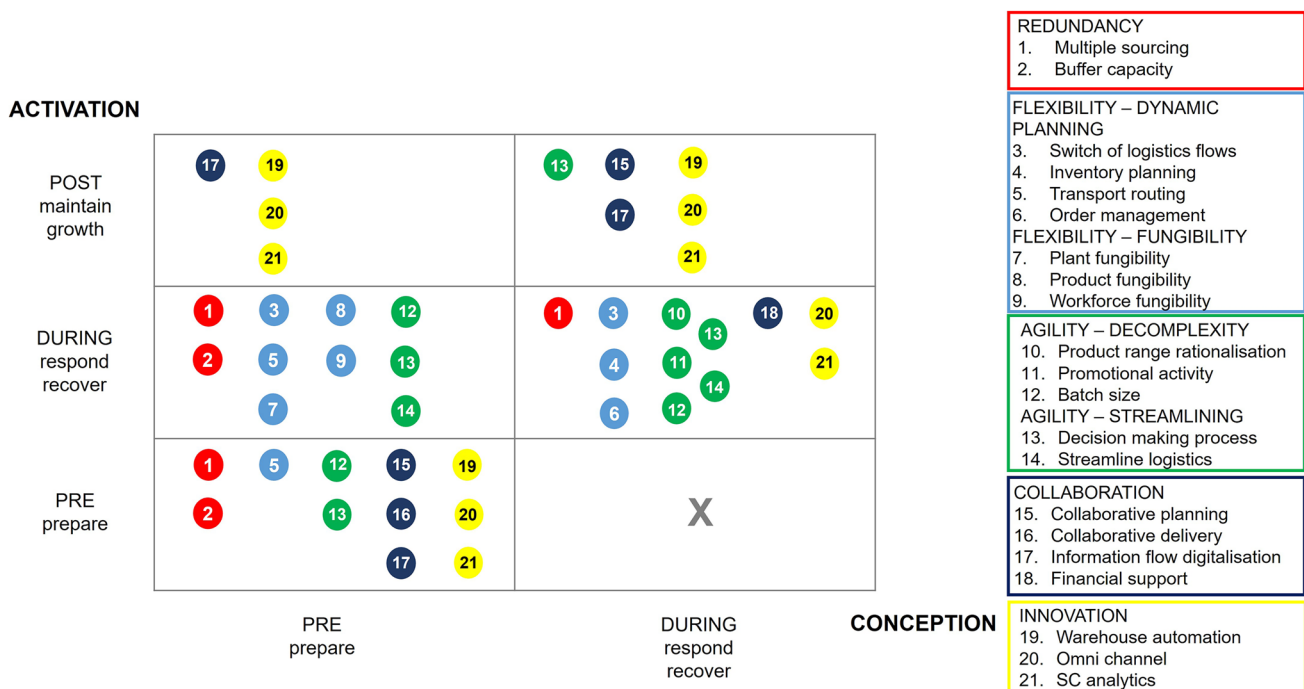 ACTIVATION
POST
maintain
growth
17 19
20
21
13 15 19
17 20
21
DURING
respond
recover
1 3 8 12
2 5 9 13
7 14
1 3 10 18 20
13
4 11 21
14
6 12
PRE
prepare
1 5 12 15 19
2 13 16 20
17 21
X
PRE
prepare
DURING
respond
recover
CONCEPTION
REDUNDANCY
1. Multiple sourcing
2. Buffer capacity
FLEXIBILITY – DYNAMIC
PLANNING
3. Switch of logistics flows
4. Inventory planning
5. Transport routing
6. Order management
FLEXIBILITY – FUNGIBILITY
7. Plant fungibility
8. Product fungibility
9. Workforce fungibility
AGILITY – DECOMPLEXITY
10. Product range rationalisation
11. Promotional activity
12. Batch size
AGILITY – STREAMLINING
13. Decision making process
14. Streamline logistics
COLLABORATION
15. Collaborative planning
16. Collaborative delivery
17. Information flow digitalisation
18. Financial support
INNOVATION
19. Warehouse automation
20. Omni channel
21. SC analytics